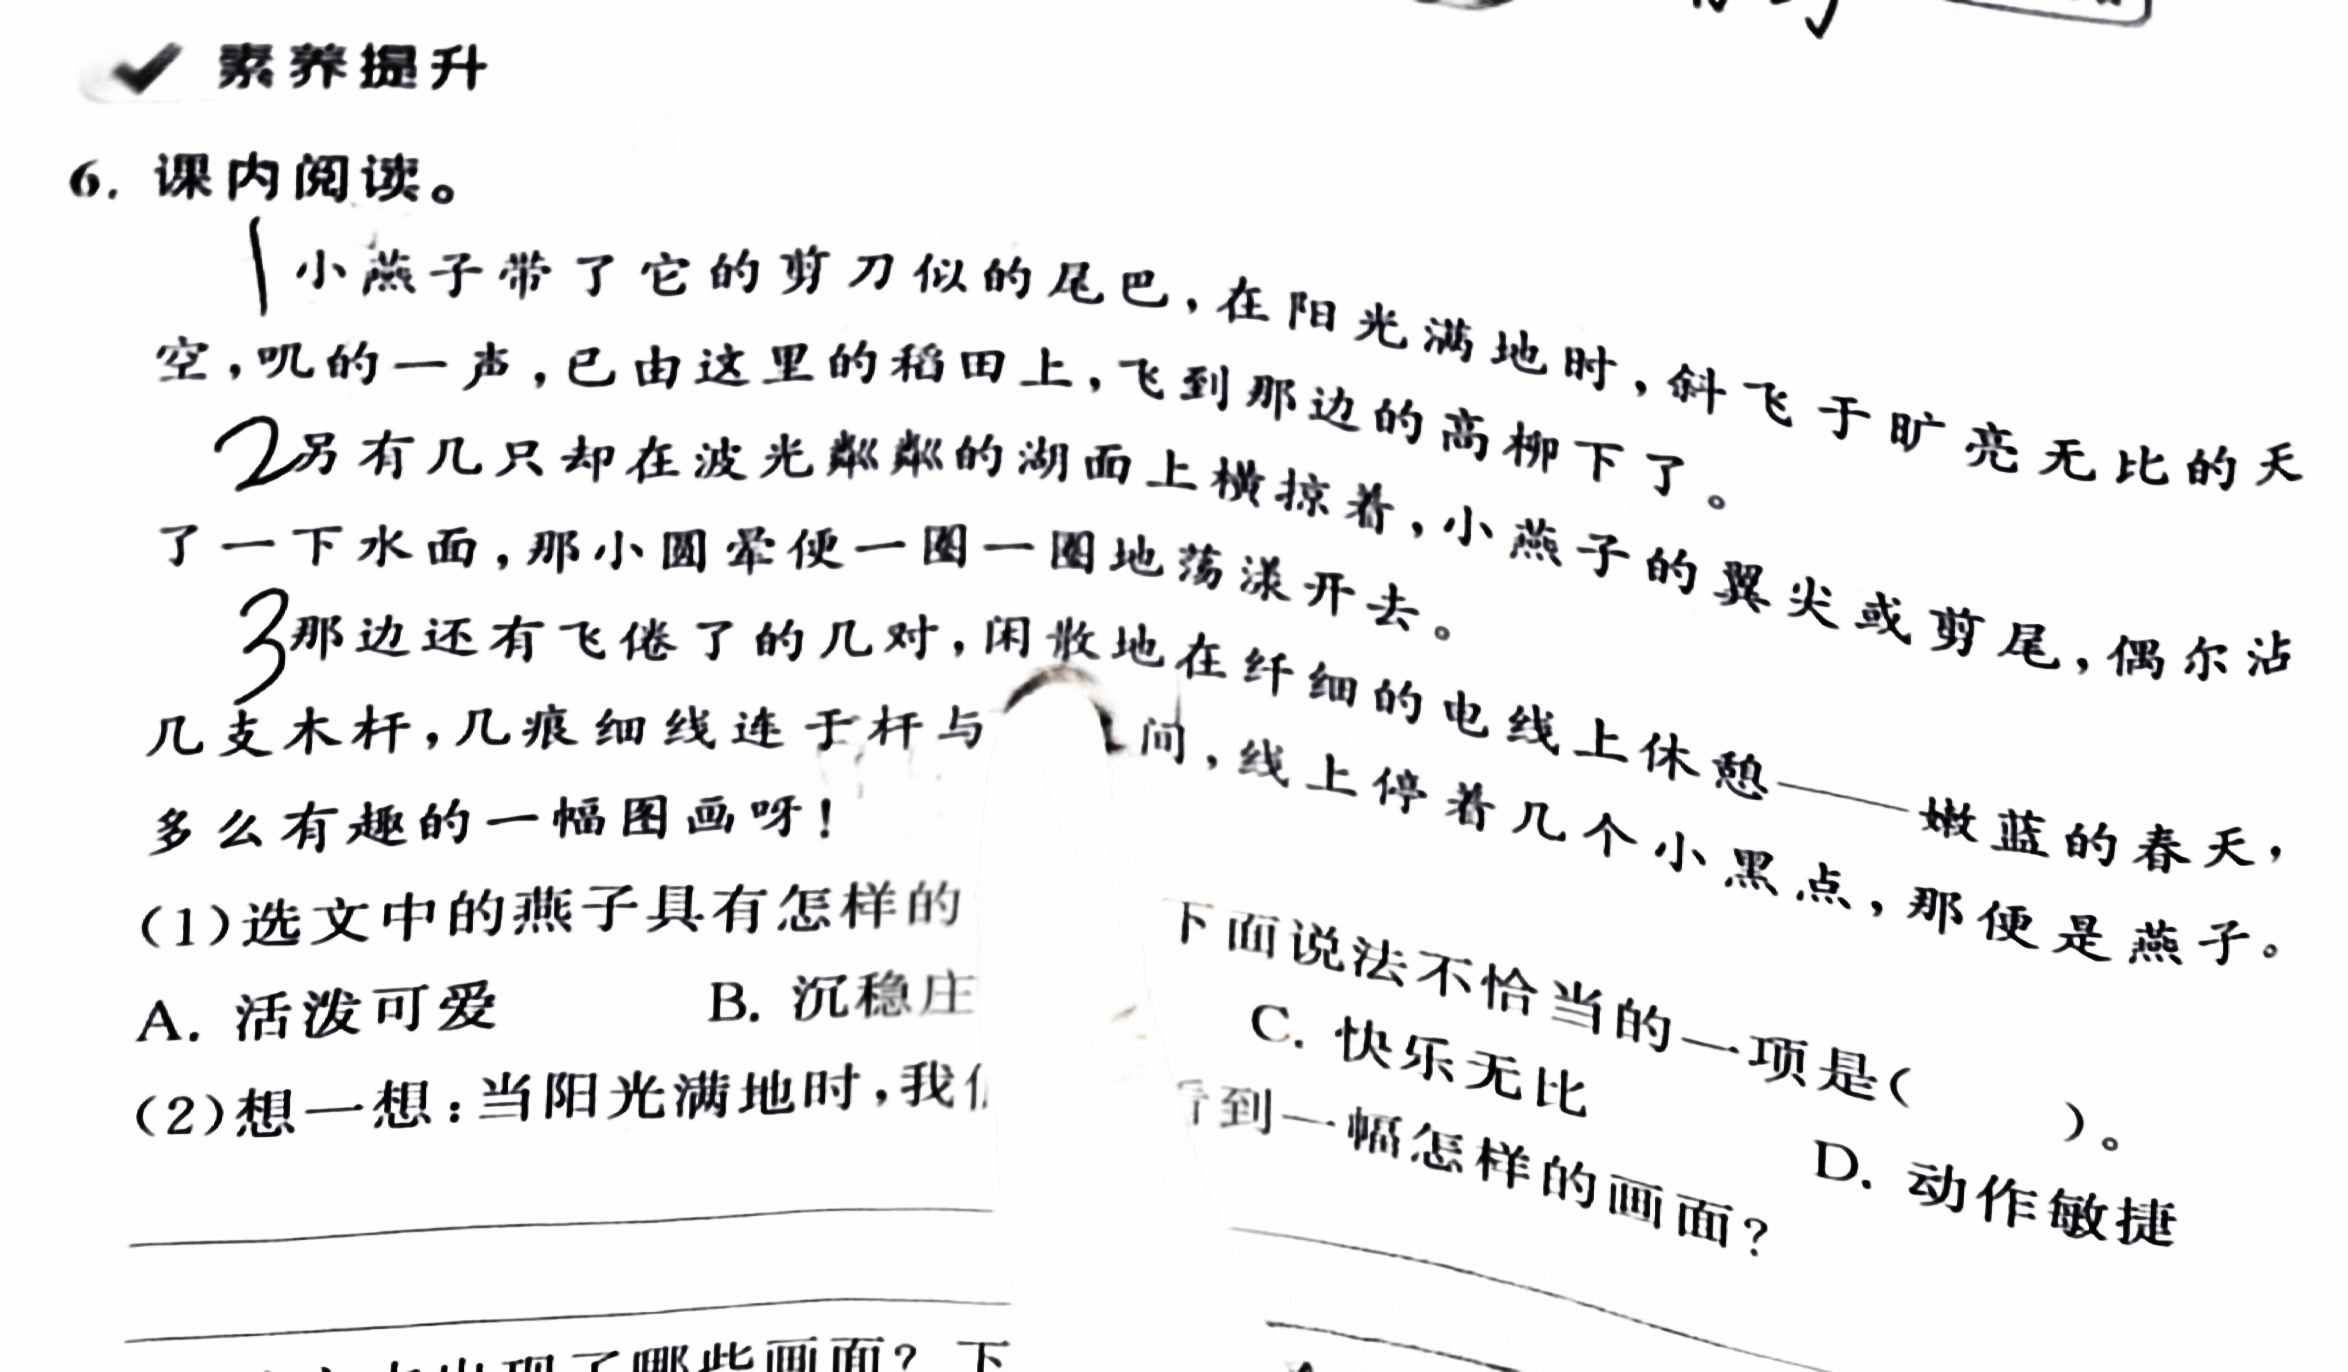 素养提升
6. 课内阅读。
1小燕子带了它的剪刀似的尾巴,在阳光满地时,斜飞于旷亮无比的天
空,叽的一声,已由这里的稻田上,飞到那边的高柳下了。
2另有几只却在波光粼粼的湖面上横掠着,小燕子的翼尖或剪尾,偶尔沾
了一下水面,那小圆晕便一圈一圈地荡漾开去。
3那边还有飞倦了的几对,闲散地在纤细的电线上休憩——嫩蓝的春天,
几支木杆,几痕细线连于杆与 间,线上停着几个小黑点,那便是燕子。
多么有趣的一幅图画呀!
(1)选文中的燕子具有怎样的 下面说法不恰当的一项是( )。
A. 活泼可爱 B. 沉稳庄 C. 快乐无比 D. 动作敏捷
(2)想一想:当阳光满地时,我 看到一幅怎样的画面?
出现了哪些画面? 下